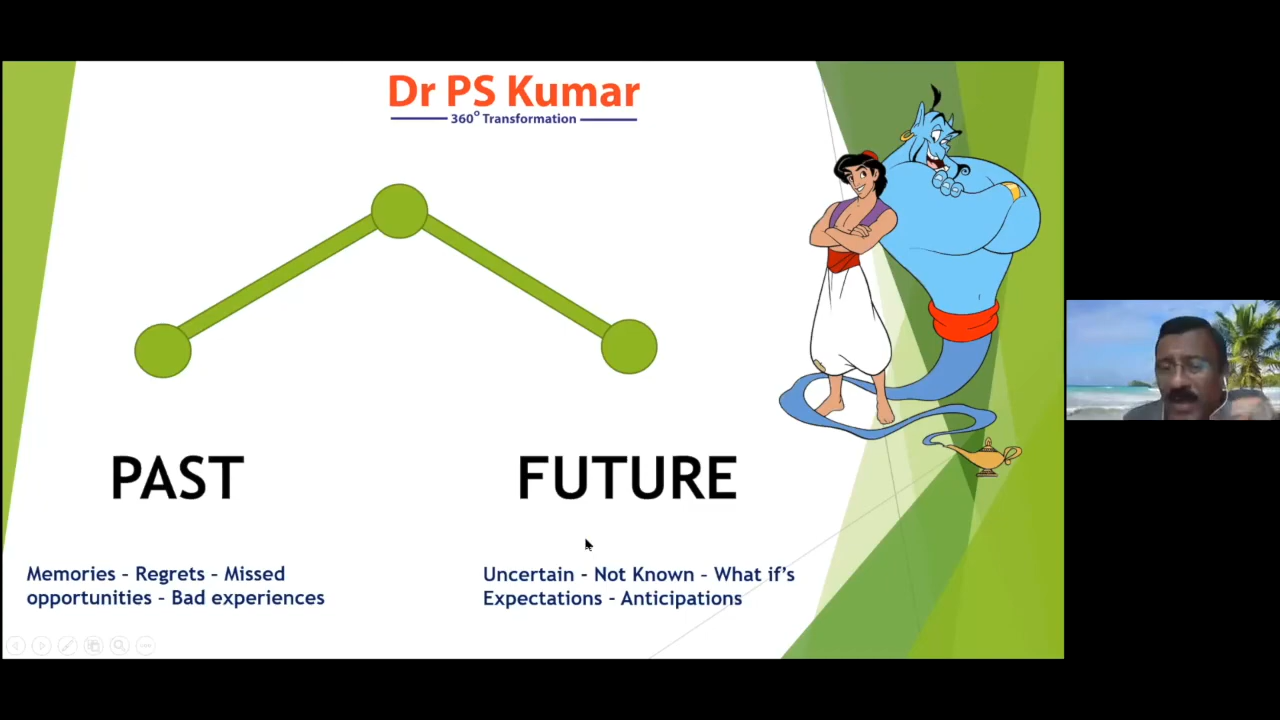 Dr PS Kumar
360° Transformation
PAST
FUTURE
Memories – Regrets – Missed
opportunities – Bad experiences
Uncertain - Not Known – What if’s
Expectations - Anticipations